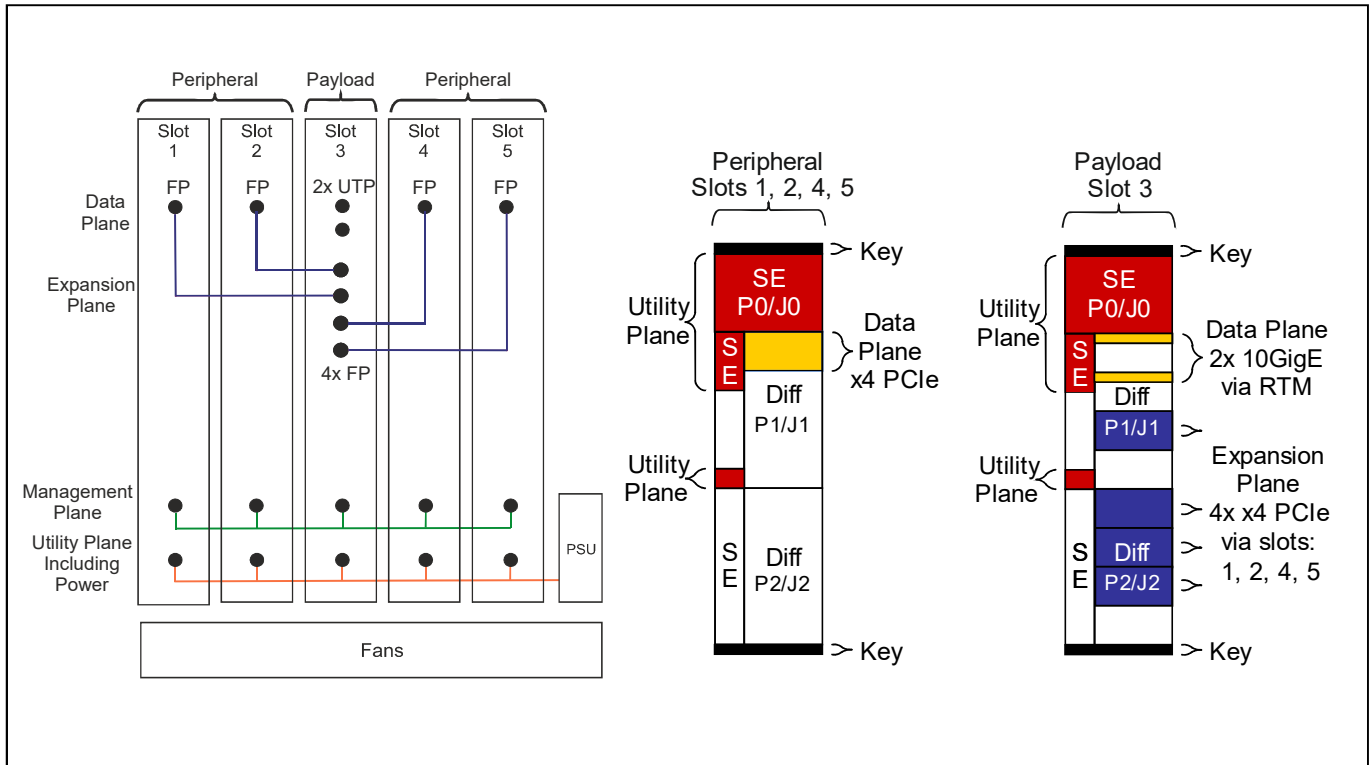 Peripheral
Payload
Peripheral
Slot
1
Slot
2
Slot
3
Slot
4
Slot
5
FP
FP
2x UTP
FP
FP
Data
Plane
Expansion
Plane
4x FP
Management
Plane
Utility Plane
Including
Power
PSU
Fans
Peripheral
Slots 1, 2, 4, 5
Key
SE
P0/J0
Utility
Plane
S
E
Data
Plane
x4 PCIe
Diff
P1/J1
Utility
Plane
S
E
Diff
P2/J2
Key
Payload
Slot 3
Key
SE
P0/J0
Utility
Plane
S
E
Data Plane
2x 10GigE
via RTM
Diff
P1/J1
Utility
Plane
Expansion
Plane
4x x4 PCIe
via slots:
1, 2, 4, 5
S
E
Diff
P2/J2
Key